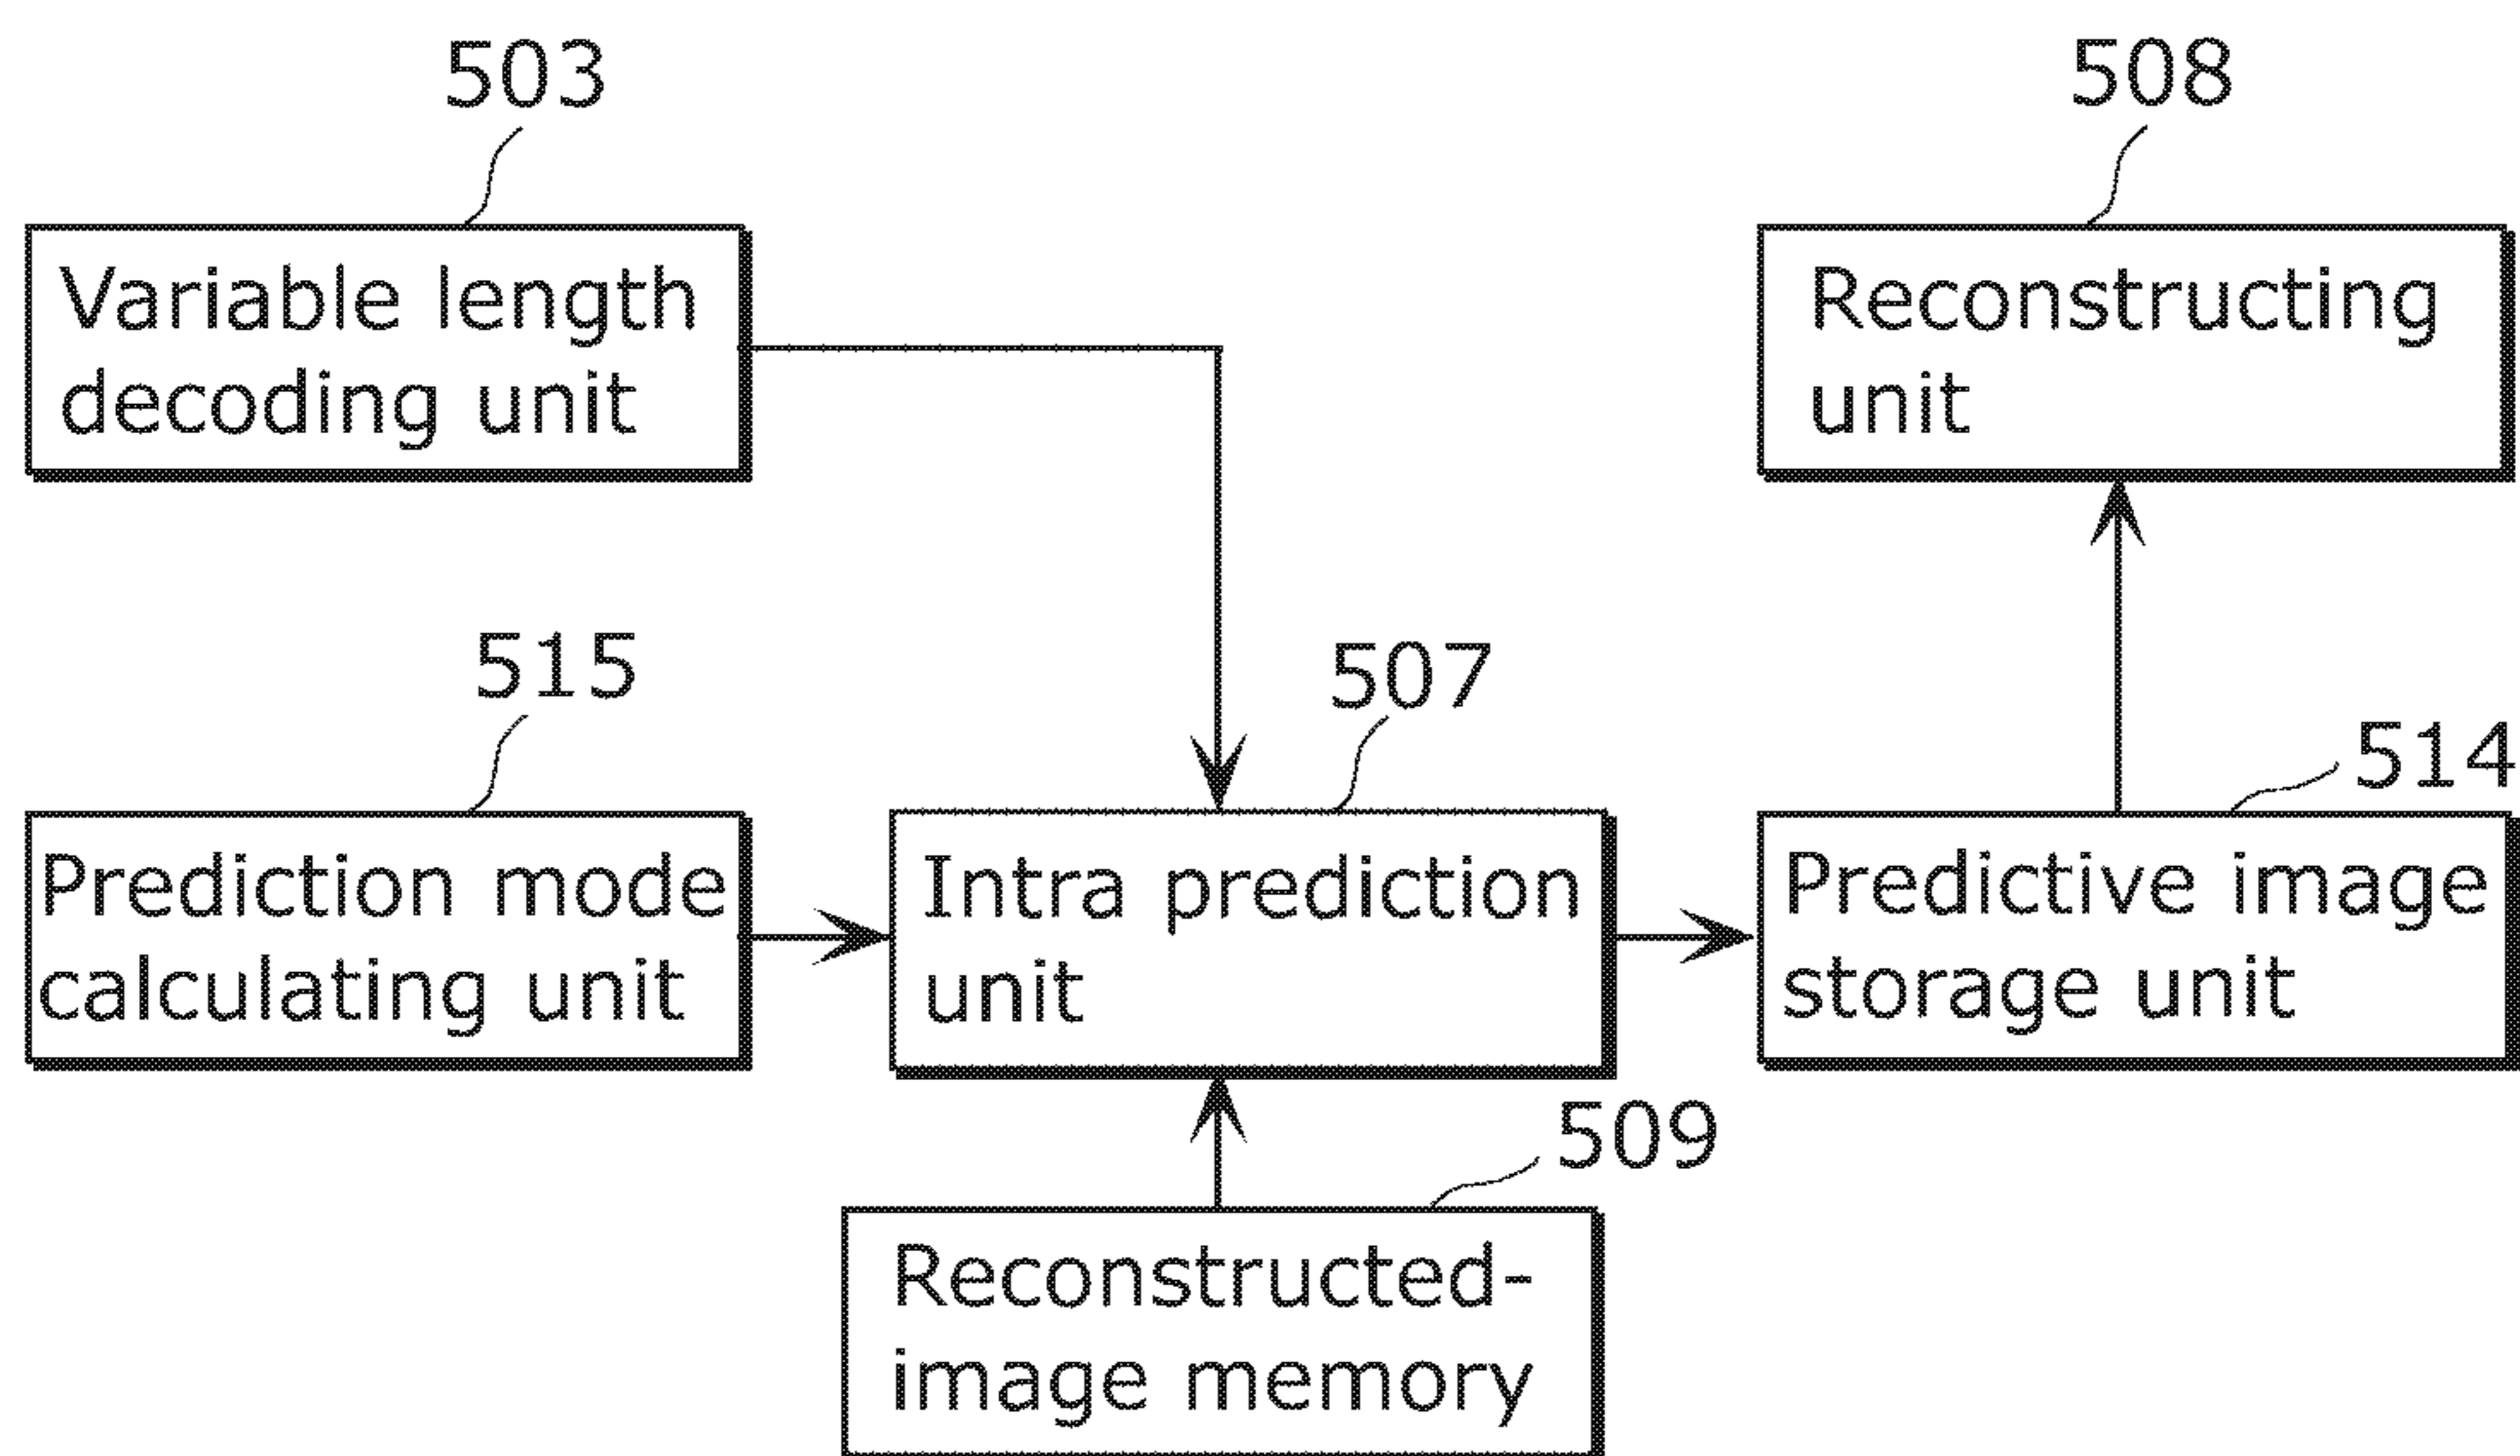 503
508
Variable length
decoding unit
Reconstructing
unit
515
507
514
Prediction mode
calculating unit
Intra prediction
unit
Predictive image
storage unit
509
Reconstructed-
image memory